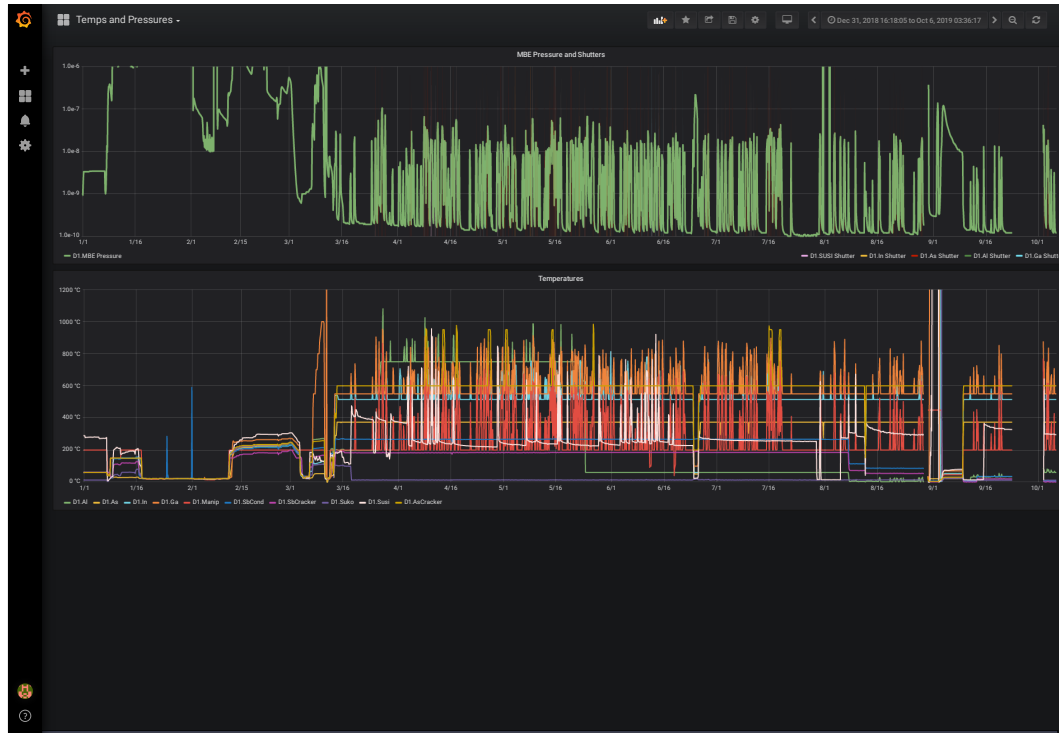 Temps and Pressures
Dec 31, 2018 16:18:05 to Oct 6, 2019 03:36:17
MBE Pressure and Shutters
1.0e-6
1.0e-7
1.0e-8
1.0e-9
1.0e-10
1/1 1/16 2/1 2/15 3/1 3/16 4/1 4/16 5/1 5/16 6/1 6/16 7/1 7/16 8/1 8/16 9/1 9/16 10/1
D1.MBE Pressure D1.SUSI Shutter D1.In Shutter D1.As Shutter D1.Al Shutter D1.Ga Shutt
Temperatures
1200 °C
1000 °C
800 °C
600 °C
400 °C
200 °C
0 °C
1/1 1/16 2/1 2/15 3/1 3/16 4/1 4/16 5/1 5/16 6/1 6/16 7/1 7/16 8/1 8/16 9/1 9/16 10/1
D1.Al D1.As D1.In D1.Ga D1.Manip D1.SbCond D1.SbCracker D1.Suko D1.Susi D1.AsCracker